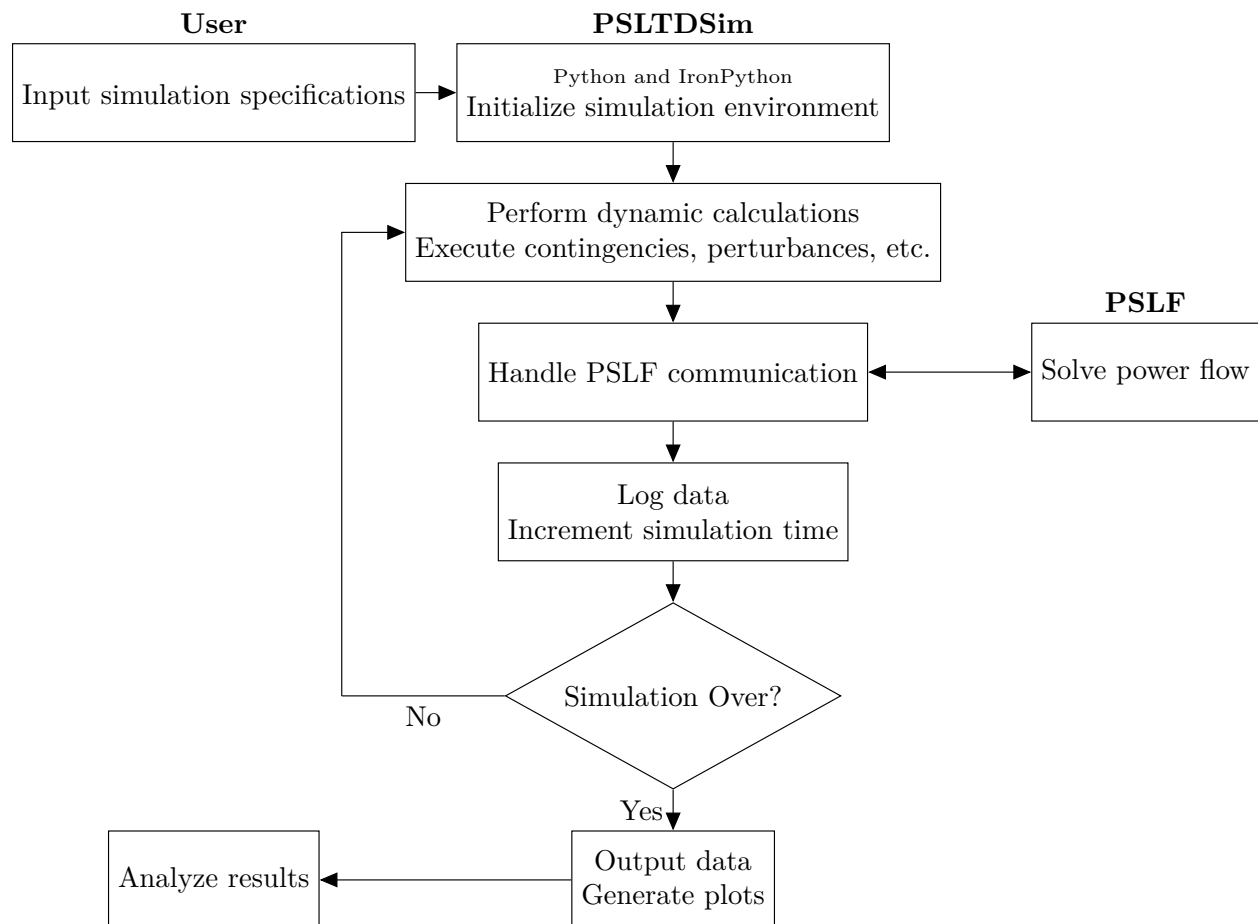 User
PSLTDSim
Input simulation specifications
Python and IronPython
Initialize simulation environment
Perform dynamic calculations
Execute contingencies, perturbances, etc.
PSLF
Handle PSLF communication
Solve power flow
Log data
Increment simulation time
Simulation Over?
No
Yes
Analyze results
Output data
Generate plots